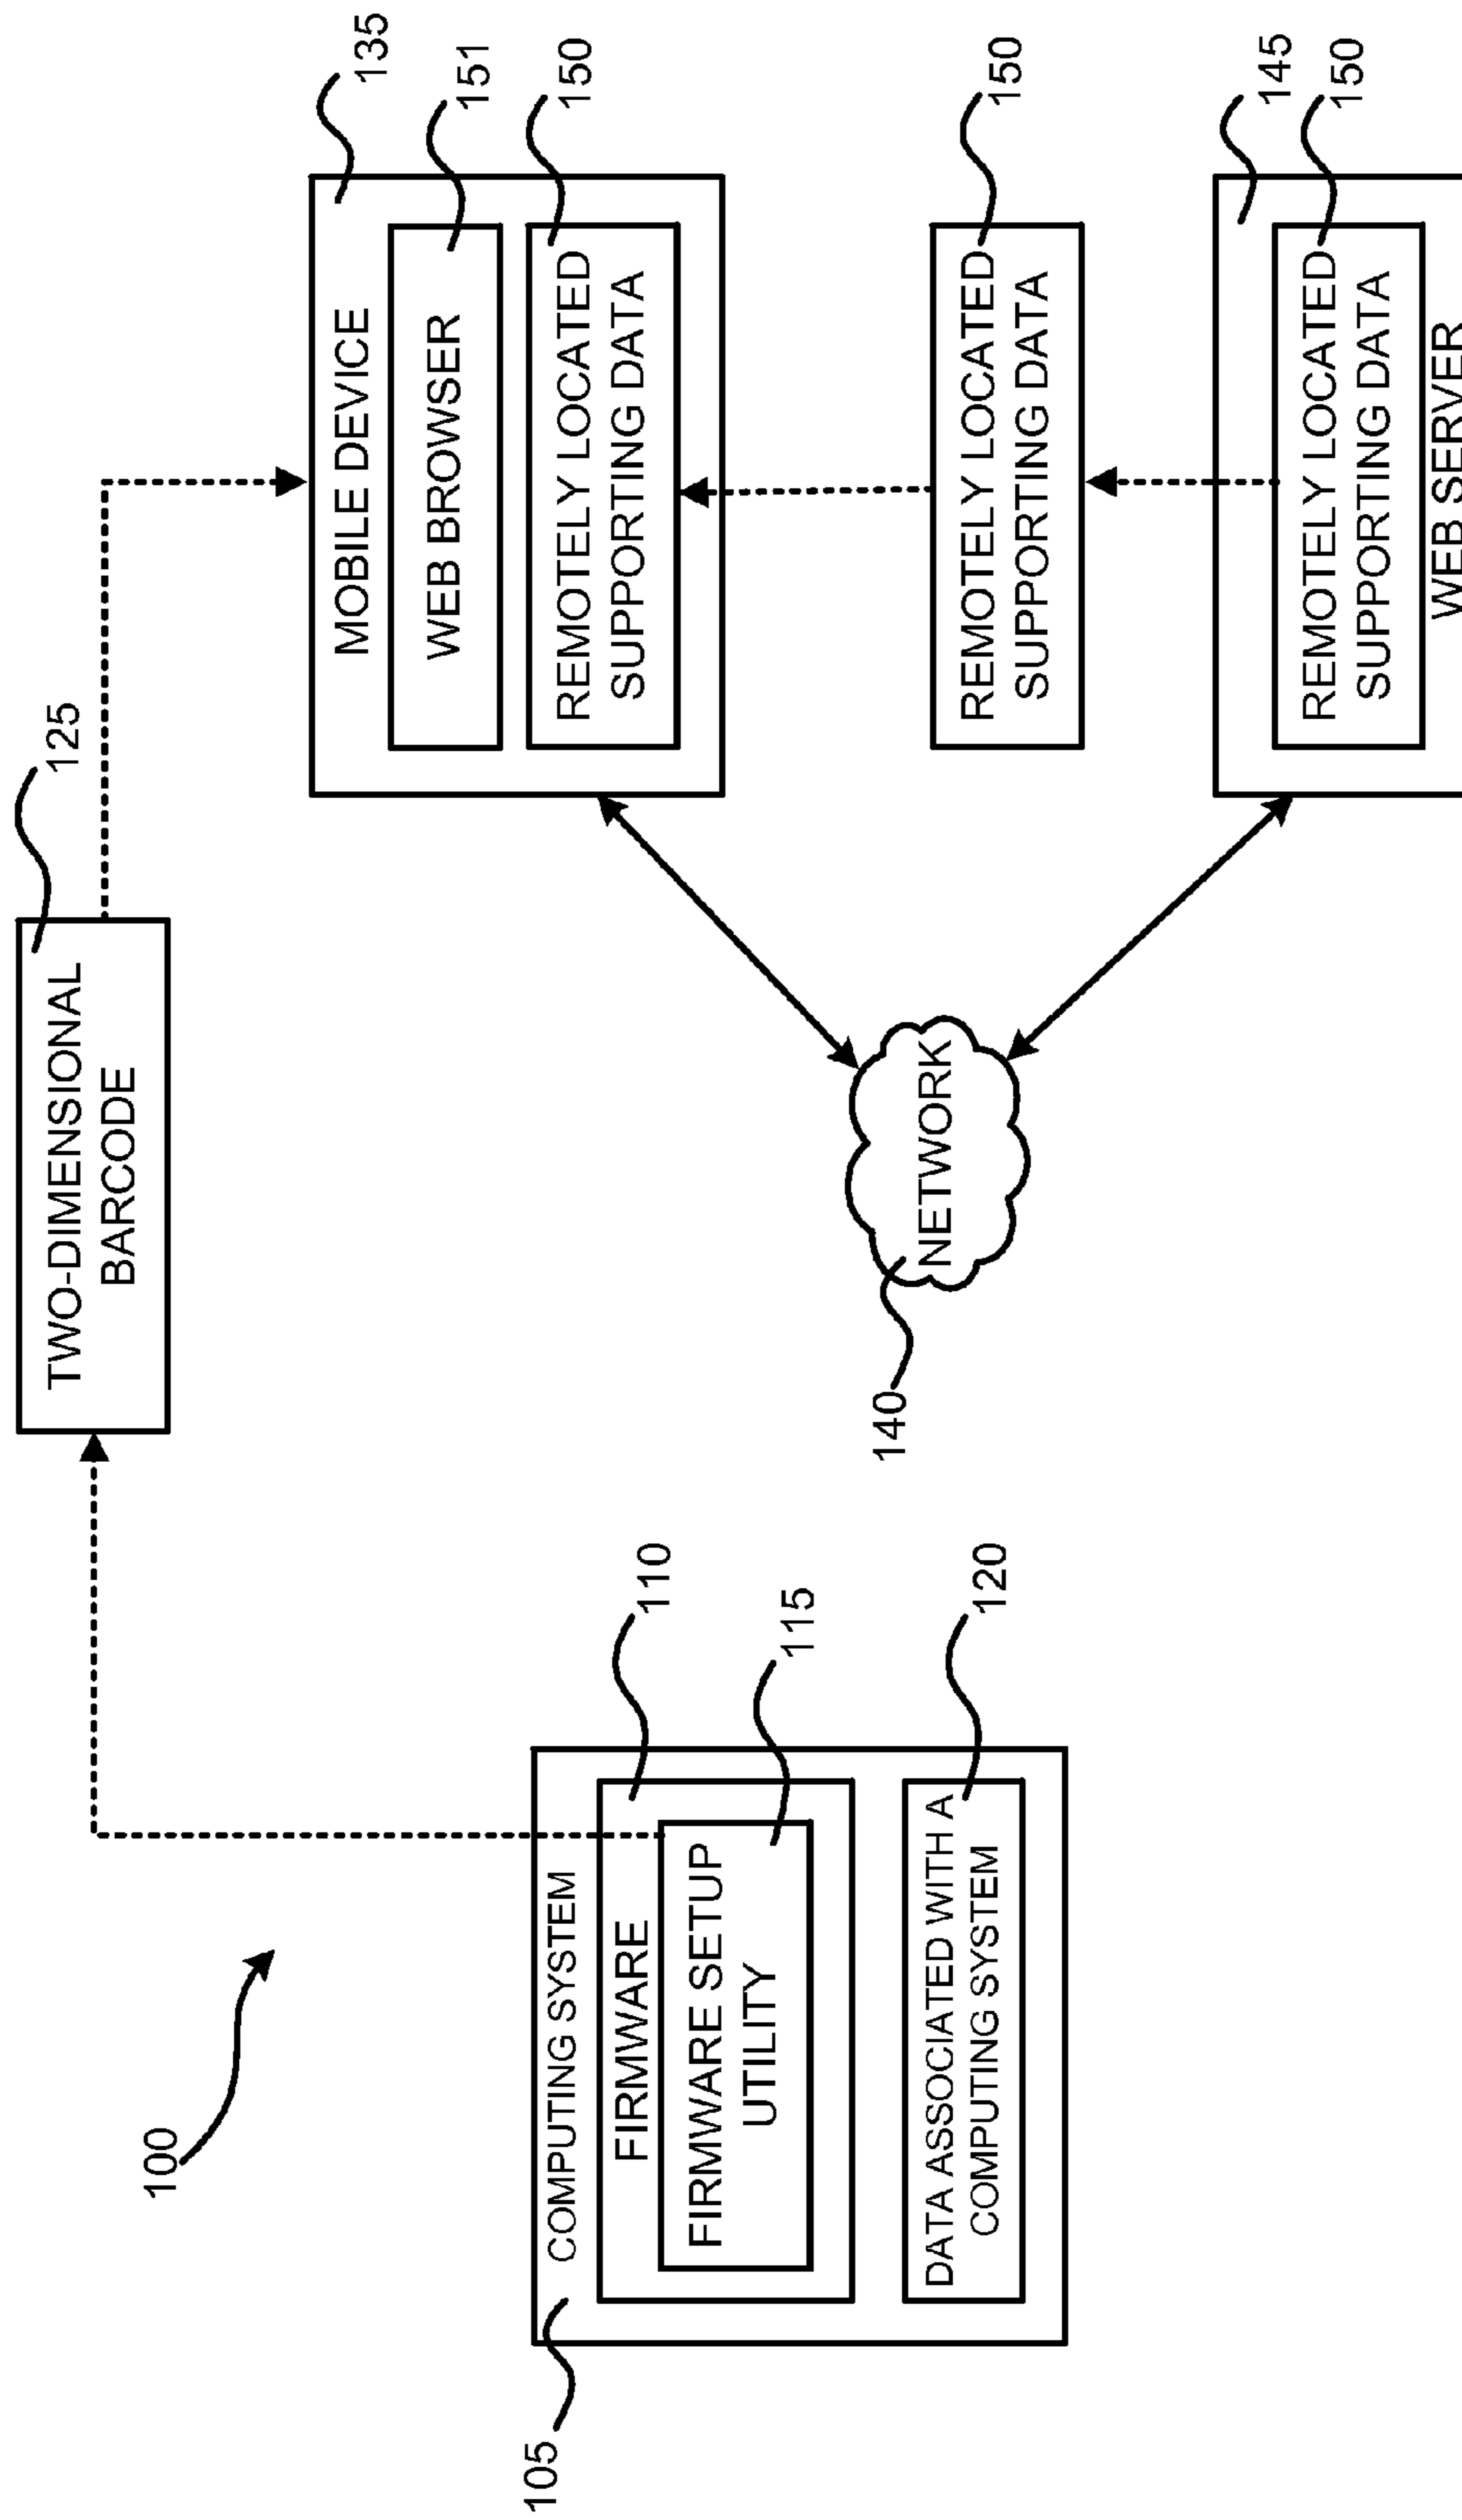 100
TWO-DIMENSIONAL
BARCODE
125
105
COMPUTING SYSTEM
110
FIRMWARE
FIRMWARE SETUP
UTILITY
115
DATA ASSOCIATED WITH A
COMPUTING SYSTEM
120
140
NETWORK
135
MOBILE DEVICE
151
WEB BROWSER
150
REMOTELY LOCATED
SUPPORTING DATA
150
REMOTELY LOCATED
SUPPORTING DATA
145
150
REMOTELY LOCATED
SUPPORTING DATA
WEB SERVER